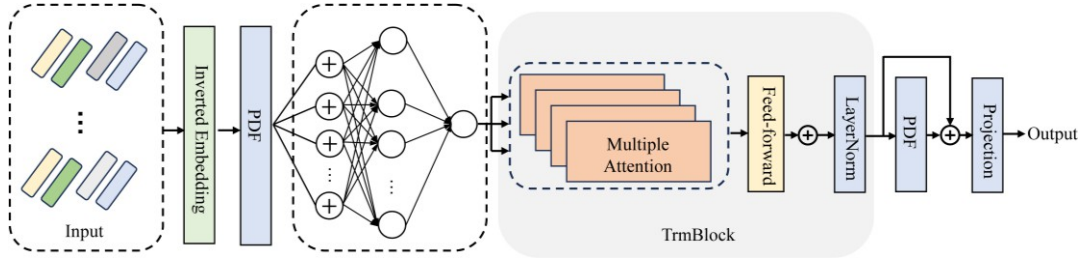 Input
...
Inverted Embedding
PDF
...
...
Multiple
Attention
TrmBlock
Feed-forward
LayerNorm
PDF
Projection
Output